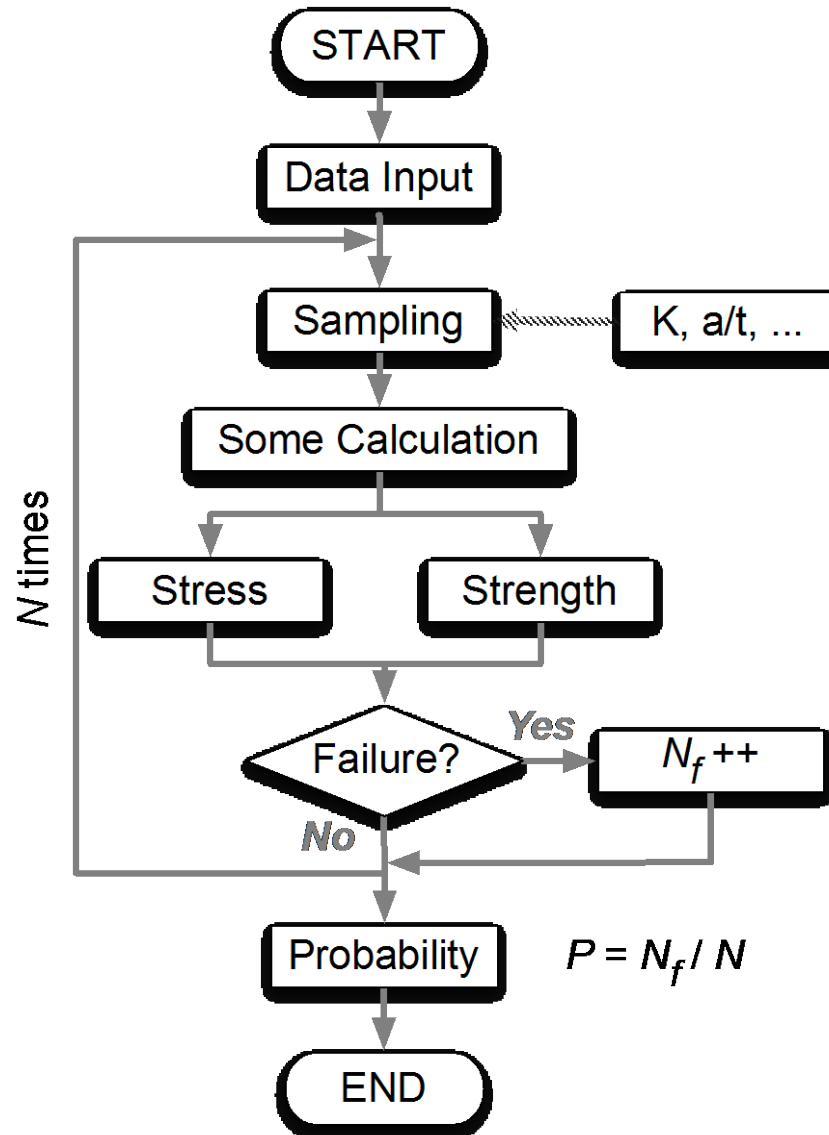 START
Data Input
Sampling
K, a/t, ...
Some Calculation
N times
Stress
Strength
Failure?
Yes
N_f ++
No
Probability
P = N_f / N
END